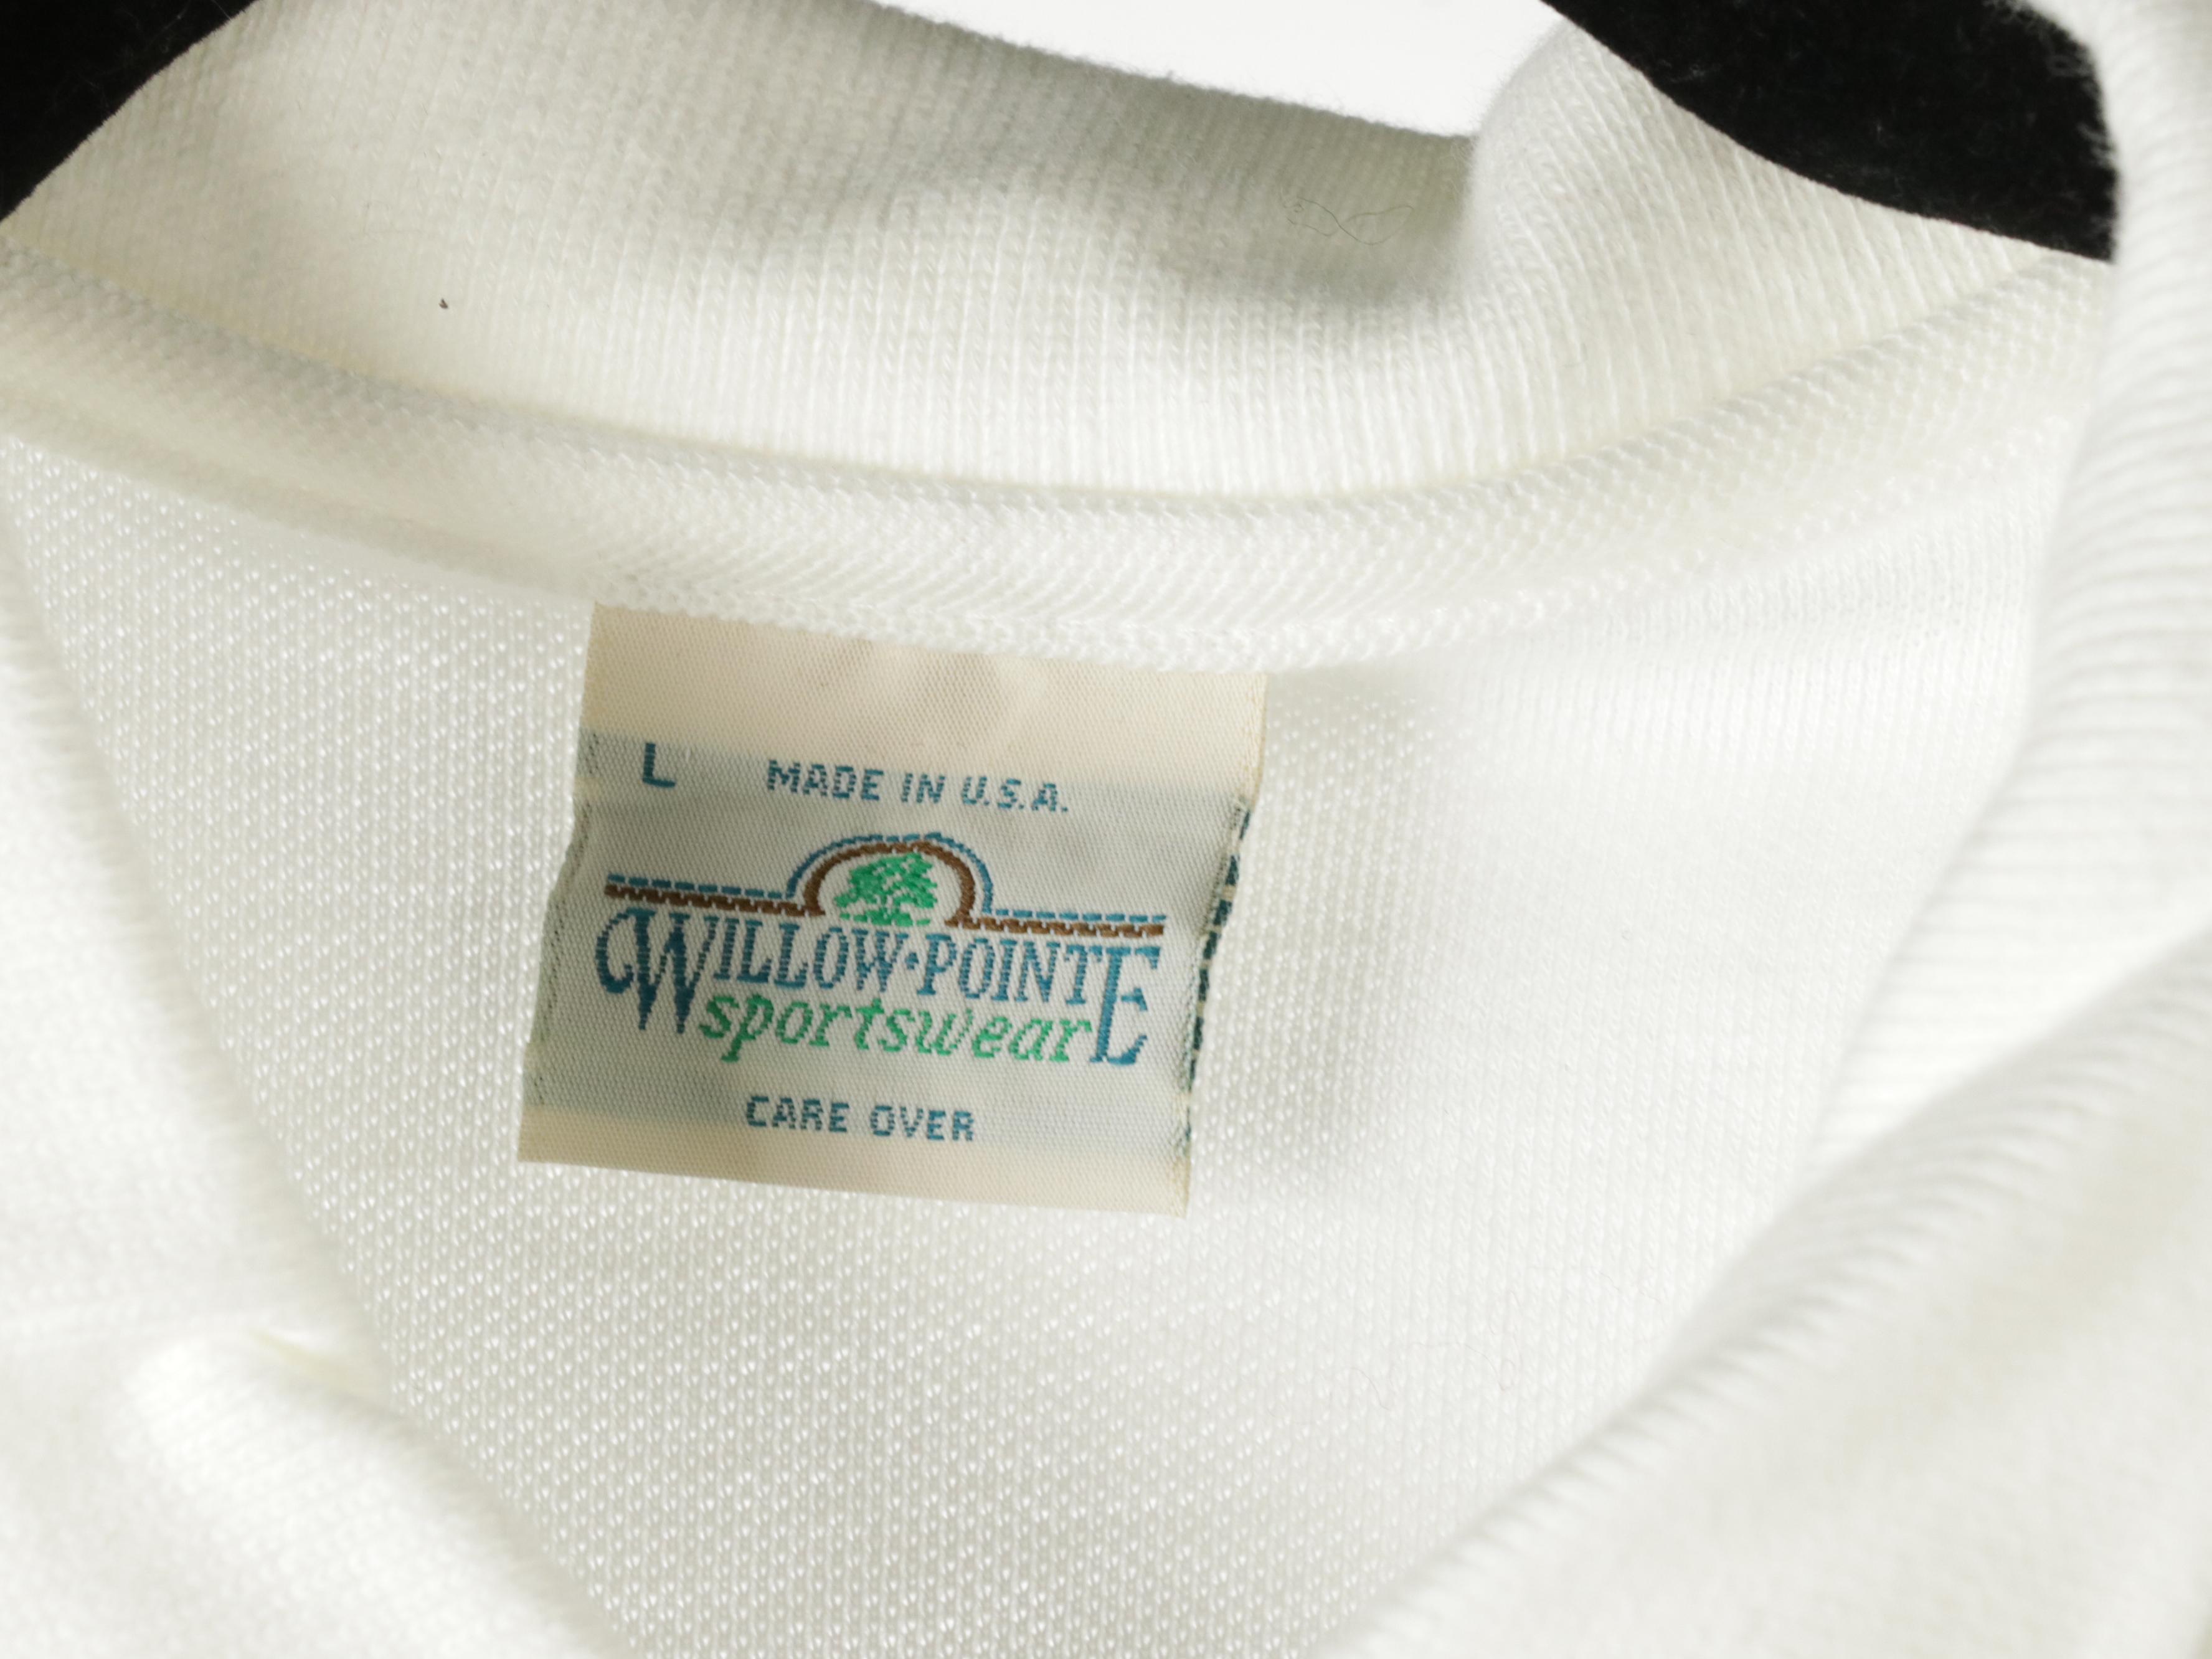 L MADE IN U.S.A.
WILLOW•POINTE
sportswear
CARE OVER